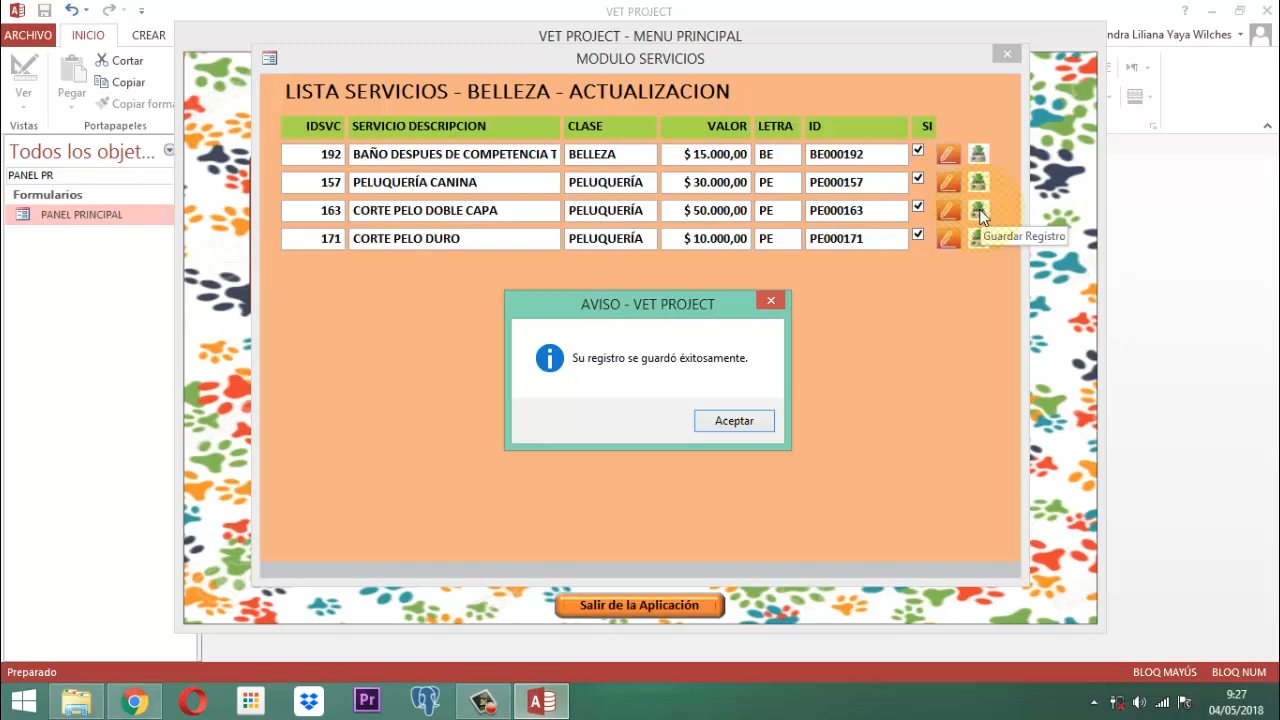 VET PROJECT
ARCHIVO INICIO CREAR
ndra Liliana Yaya Wilches
Ver
Pegar
Cortar
Copiar
Copiar forma
Vistas
Portapapeles
Todos los objet...
PANEL PR
Formularios
PANEL PRINCIPAL
VET PROJECT - MENU PRINCIPAL
MODULO SERVICIOS
LISTA SERVICIOS - BELLEZA - ACTUALIZACION
IDSVC SERVICIO DESCRIPCION CLASE VALOR LETRA ID SI
192 BAÑO DESPUES DE COMPETENCIA T BELLEZA $ 15.000,00 BE BE000192
157 PELUQUERÍA CANINA PELUQUERÍA $ 30.000,00 PE PE000157
163 CORTE PELO DOBLE CAPA PELUQUERÍA $ 50.000,00 PE PE000163
171 CORTE PELO DURO PELUQUERÍA $ 10.000,00 PE PE000171
Guardar Registro
AVISO - VET PROJECT
Su registro se guardó éxitosamente.
Aceptar
Salir de la Aplicación
Preparado
BLOQ MAYÚS BLOQ NUM
Pr
9:27
04/05/2018